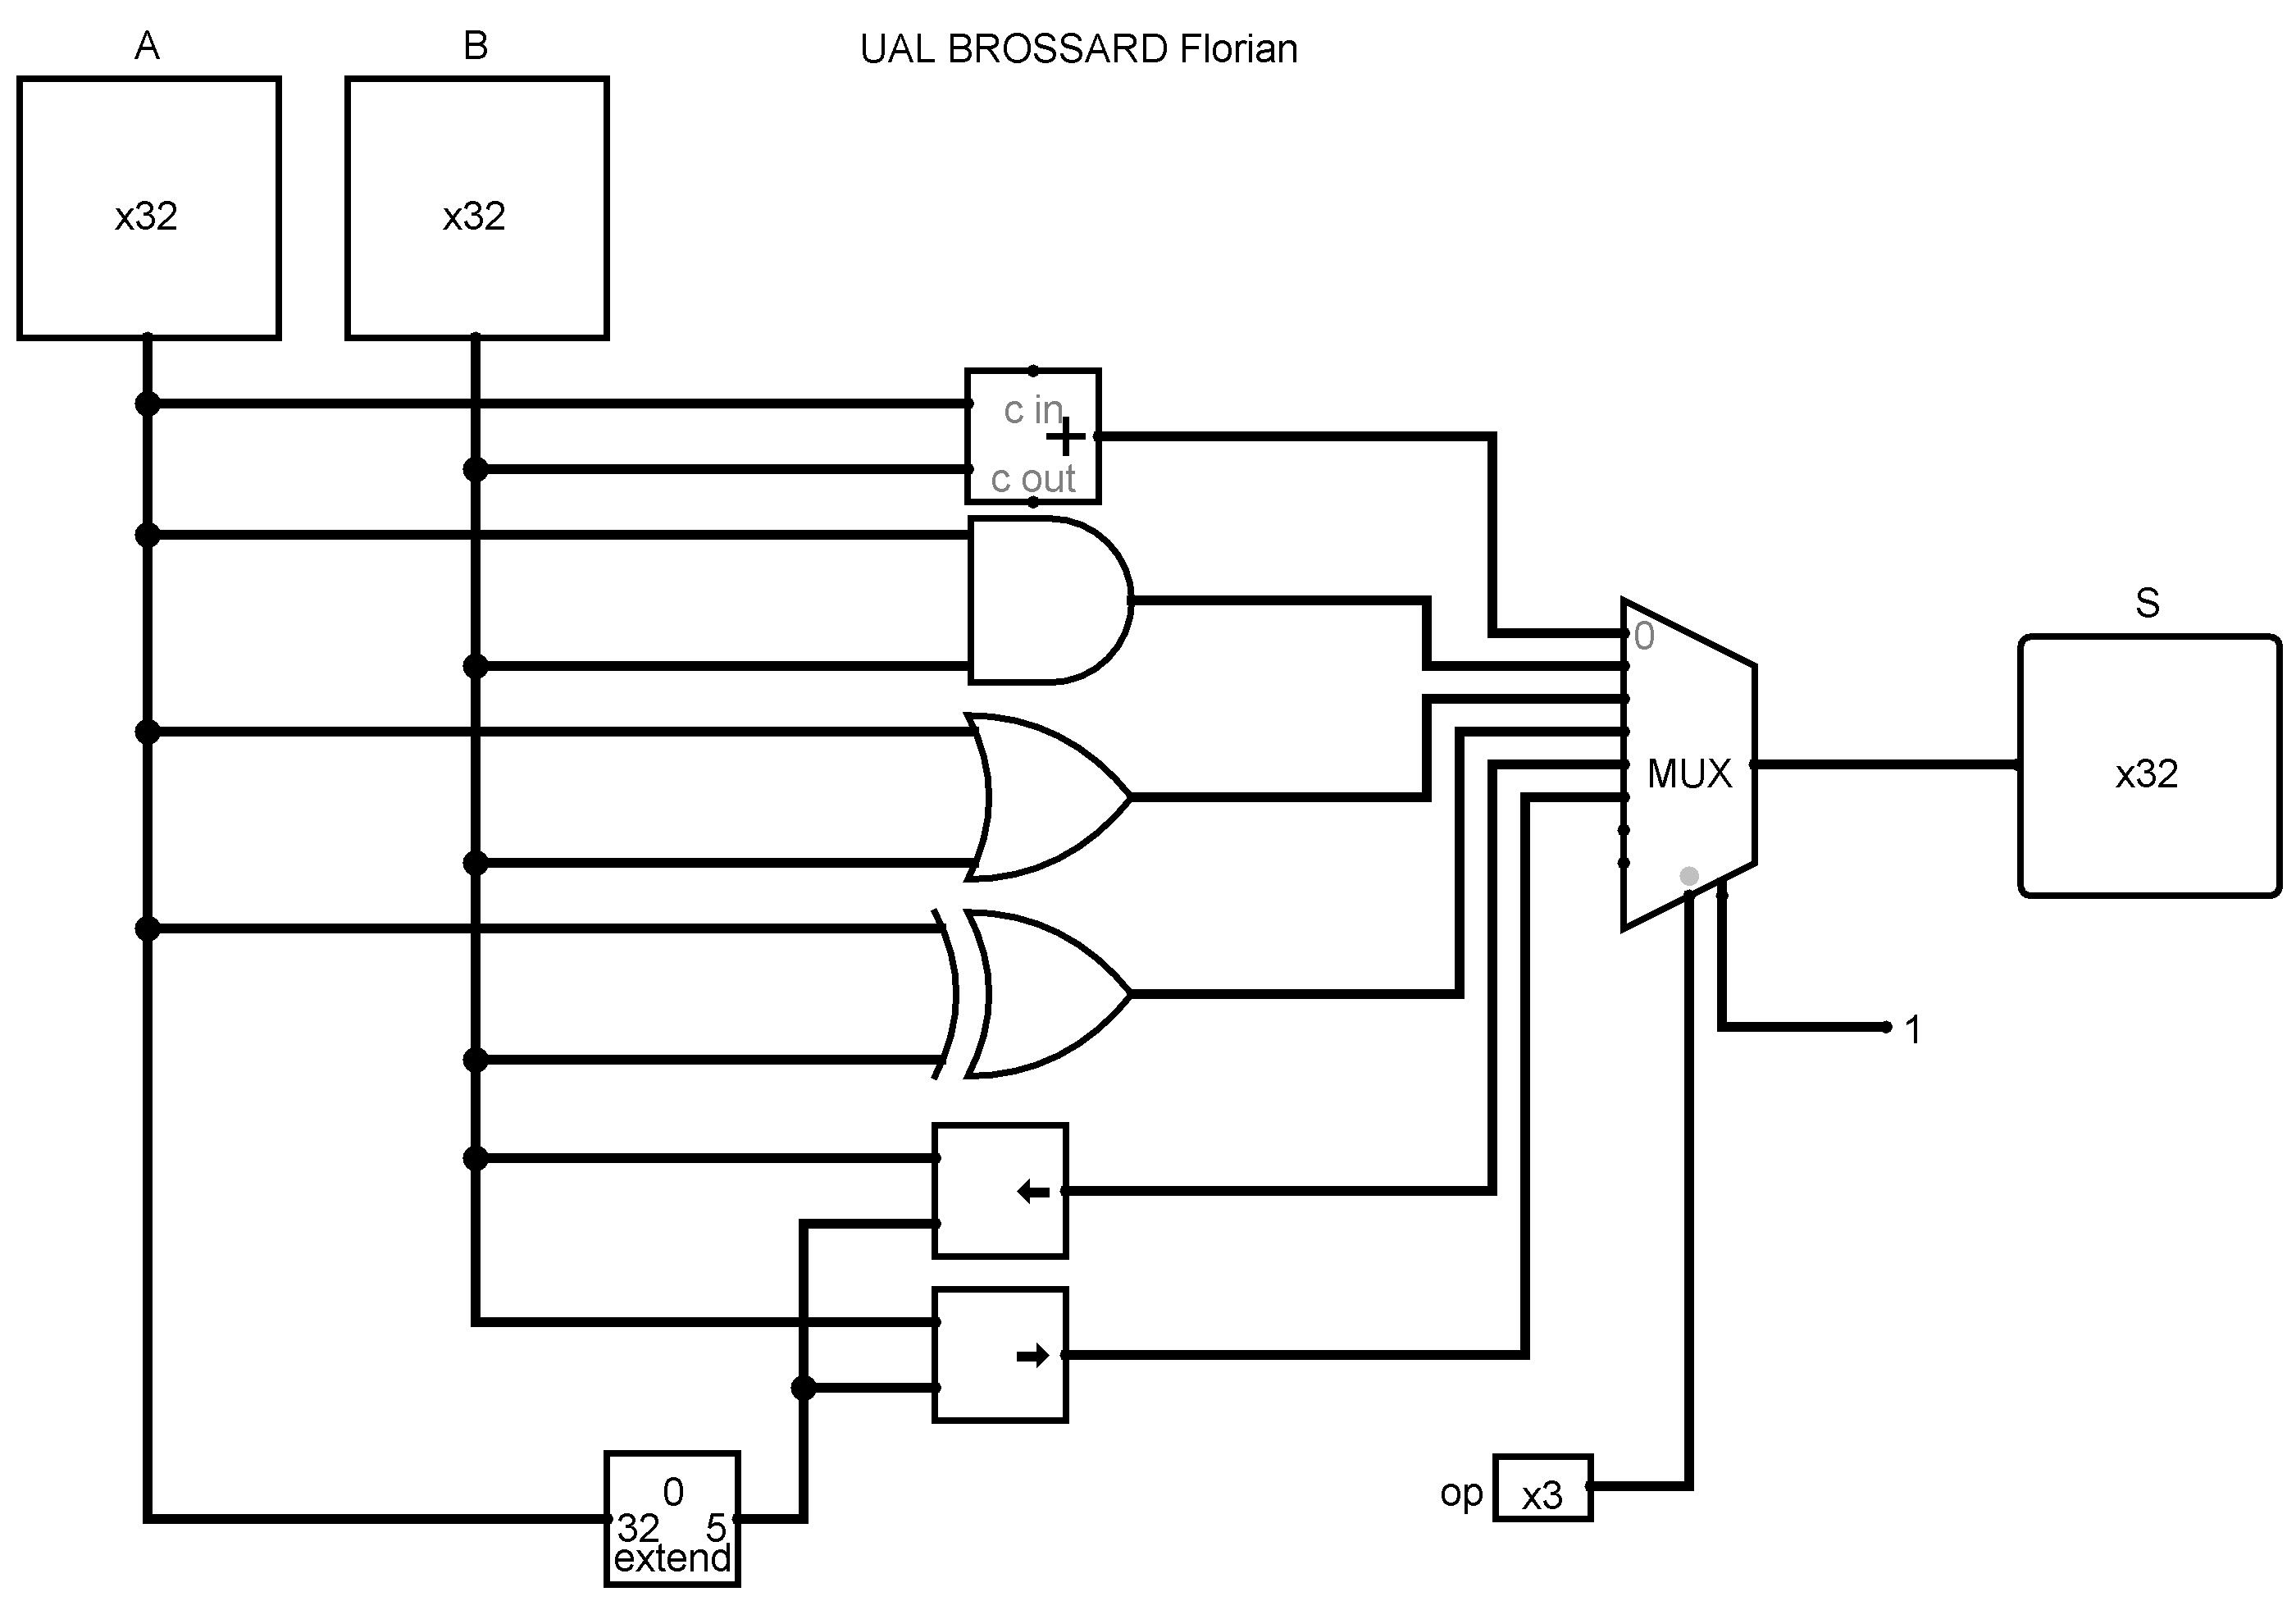 A
B
UAL BROSSARD Florian
x32
x32
c in
c out
0
S
MUX
x32
1
0
32 5
extend
op
x3